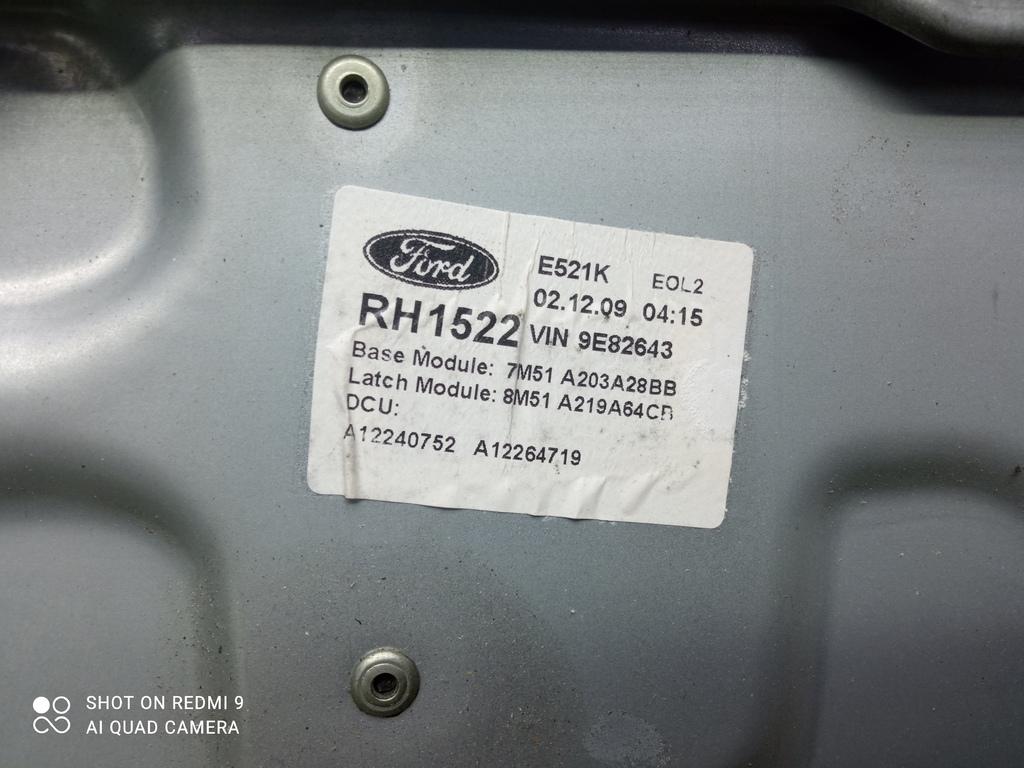 Ford
E521K EOL2
02.12.09 04:15
RH1522 VIN 9E82643
Base Module: 7M51 A203A28BB
Latch Module: 8M51 A219A64CB
DCU:
A12240752 A12264719
SHOT ON REDMI 9
AI QUAD CAMERA